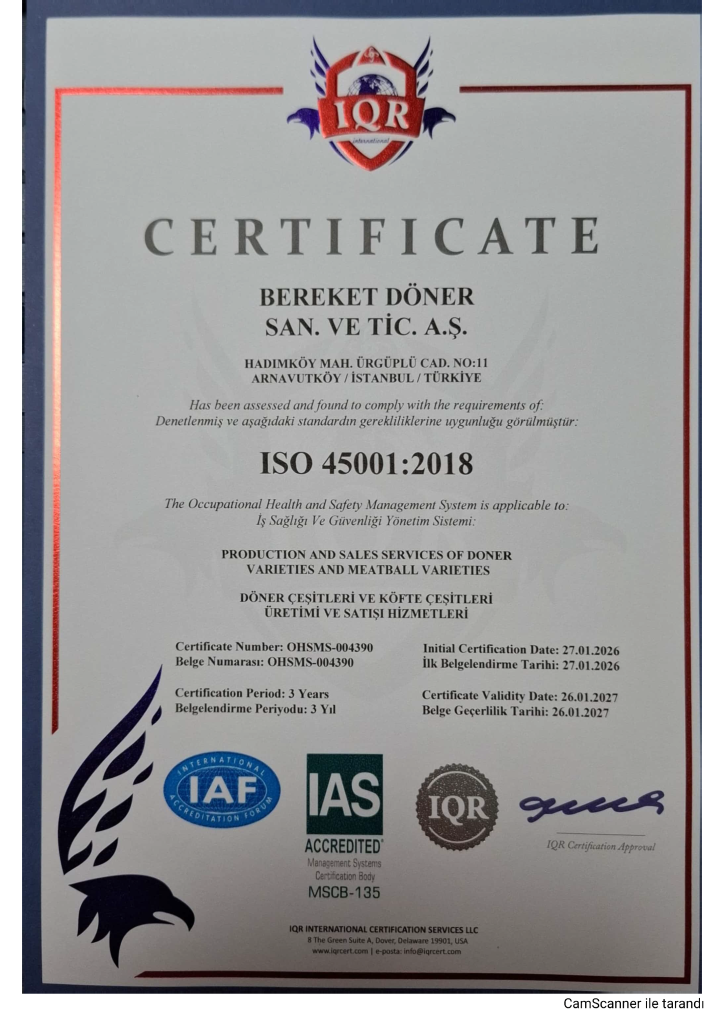 IQR
International
CERTIFICATE
BEREKET DÖNER
SAN. VE TİC. A.Ş.
HADIMKÖY MAH. ÜRGÜPLÜ CAD. NO:11
ARNAVUTKÖY / İSTANBUL / TÜRKİYE
Has been assessed and found to comply with the requirements of:
Denetlenmiş ve aşağıdaki standardın gerekliliklerine uygunluğu görülmüştür:
ISO 45001:2018
The Occupational Health and Safety Management System is applicable to:
İş Sağlığı Ve Güvenliği Yönetim Sistemi:
PRODUCTION AND SALES SERVICES OF DONER
VARIETIES AND MEATBALL VARIETIES
DÖNER ÇEŞİTLERİ VE KÖFTE ÇEŞİTLERİ
ÜRETİMİ VE SATIŞI HİZMETLERİ
Certificate Number: OHSMS-004390
Belge Numarası: OHSMS-004390
Initial Certification Date: 27.01.2026
İlk Belgelendirme Tarihi: 27.01.2026
Certification Period: 3 Years
Belgelendirme Periyodu: 3 Yıl
Certificate Validity Date: 26.01.2027
Belge Geçerlilik Tarihi: 26.01.2027
INTERNATIONAL
IAF
ACCREDITATION FORUM
IAS
ACCREDITED
Management Systems
Certification Body
MSCB-135
IQR
IQR Certification Approval
IQR INTERNATIONAL CERTIFICATION SERVICES LLC
8 The Green Suite A, Dover, Delaware 19901, USA
www.iqrcert.com | e-posta: info@iqrcert.com
CamScanner ile tarandı